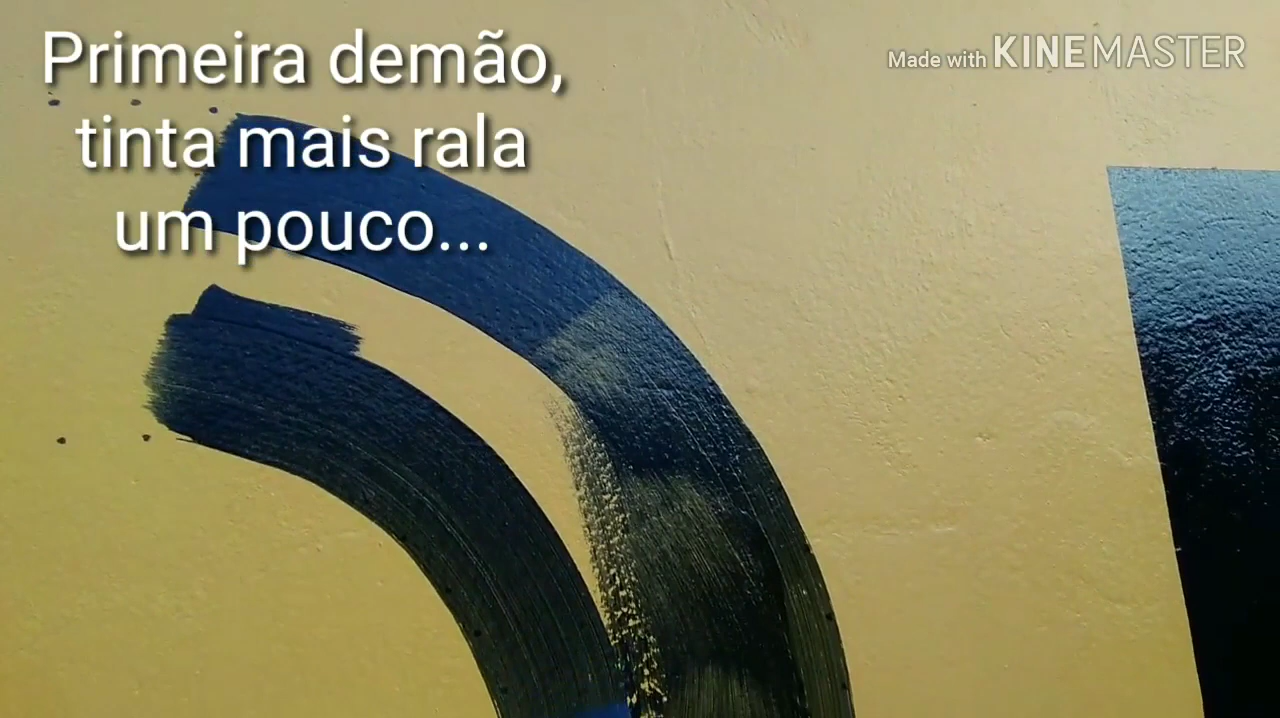 Primeira demão,
tinta mais rala
um pouco...
Made with KINEMASTER